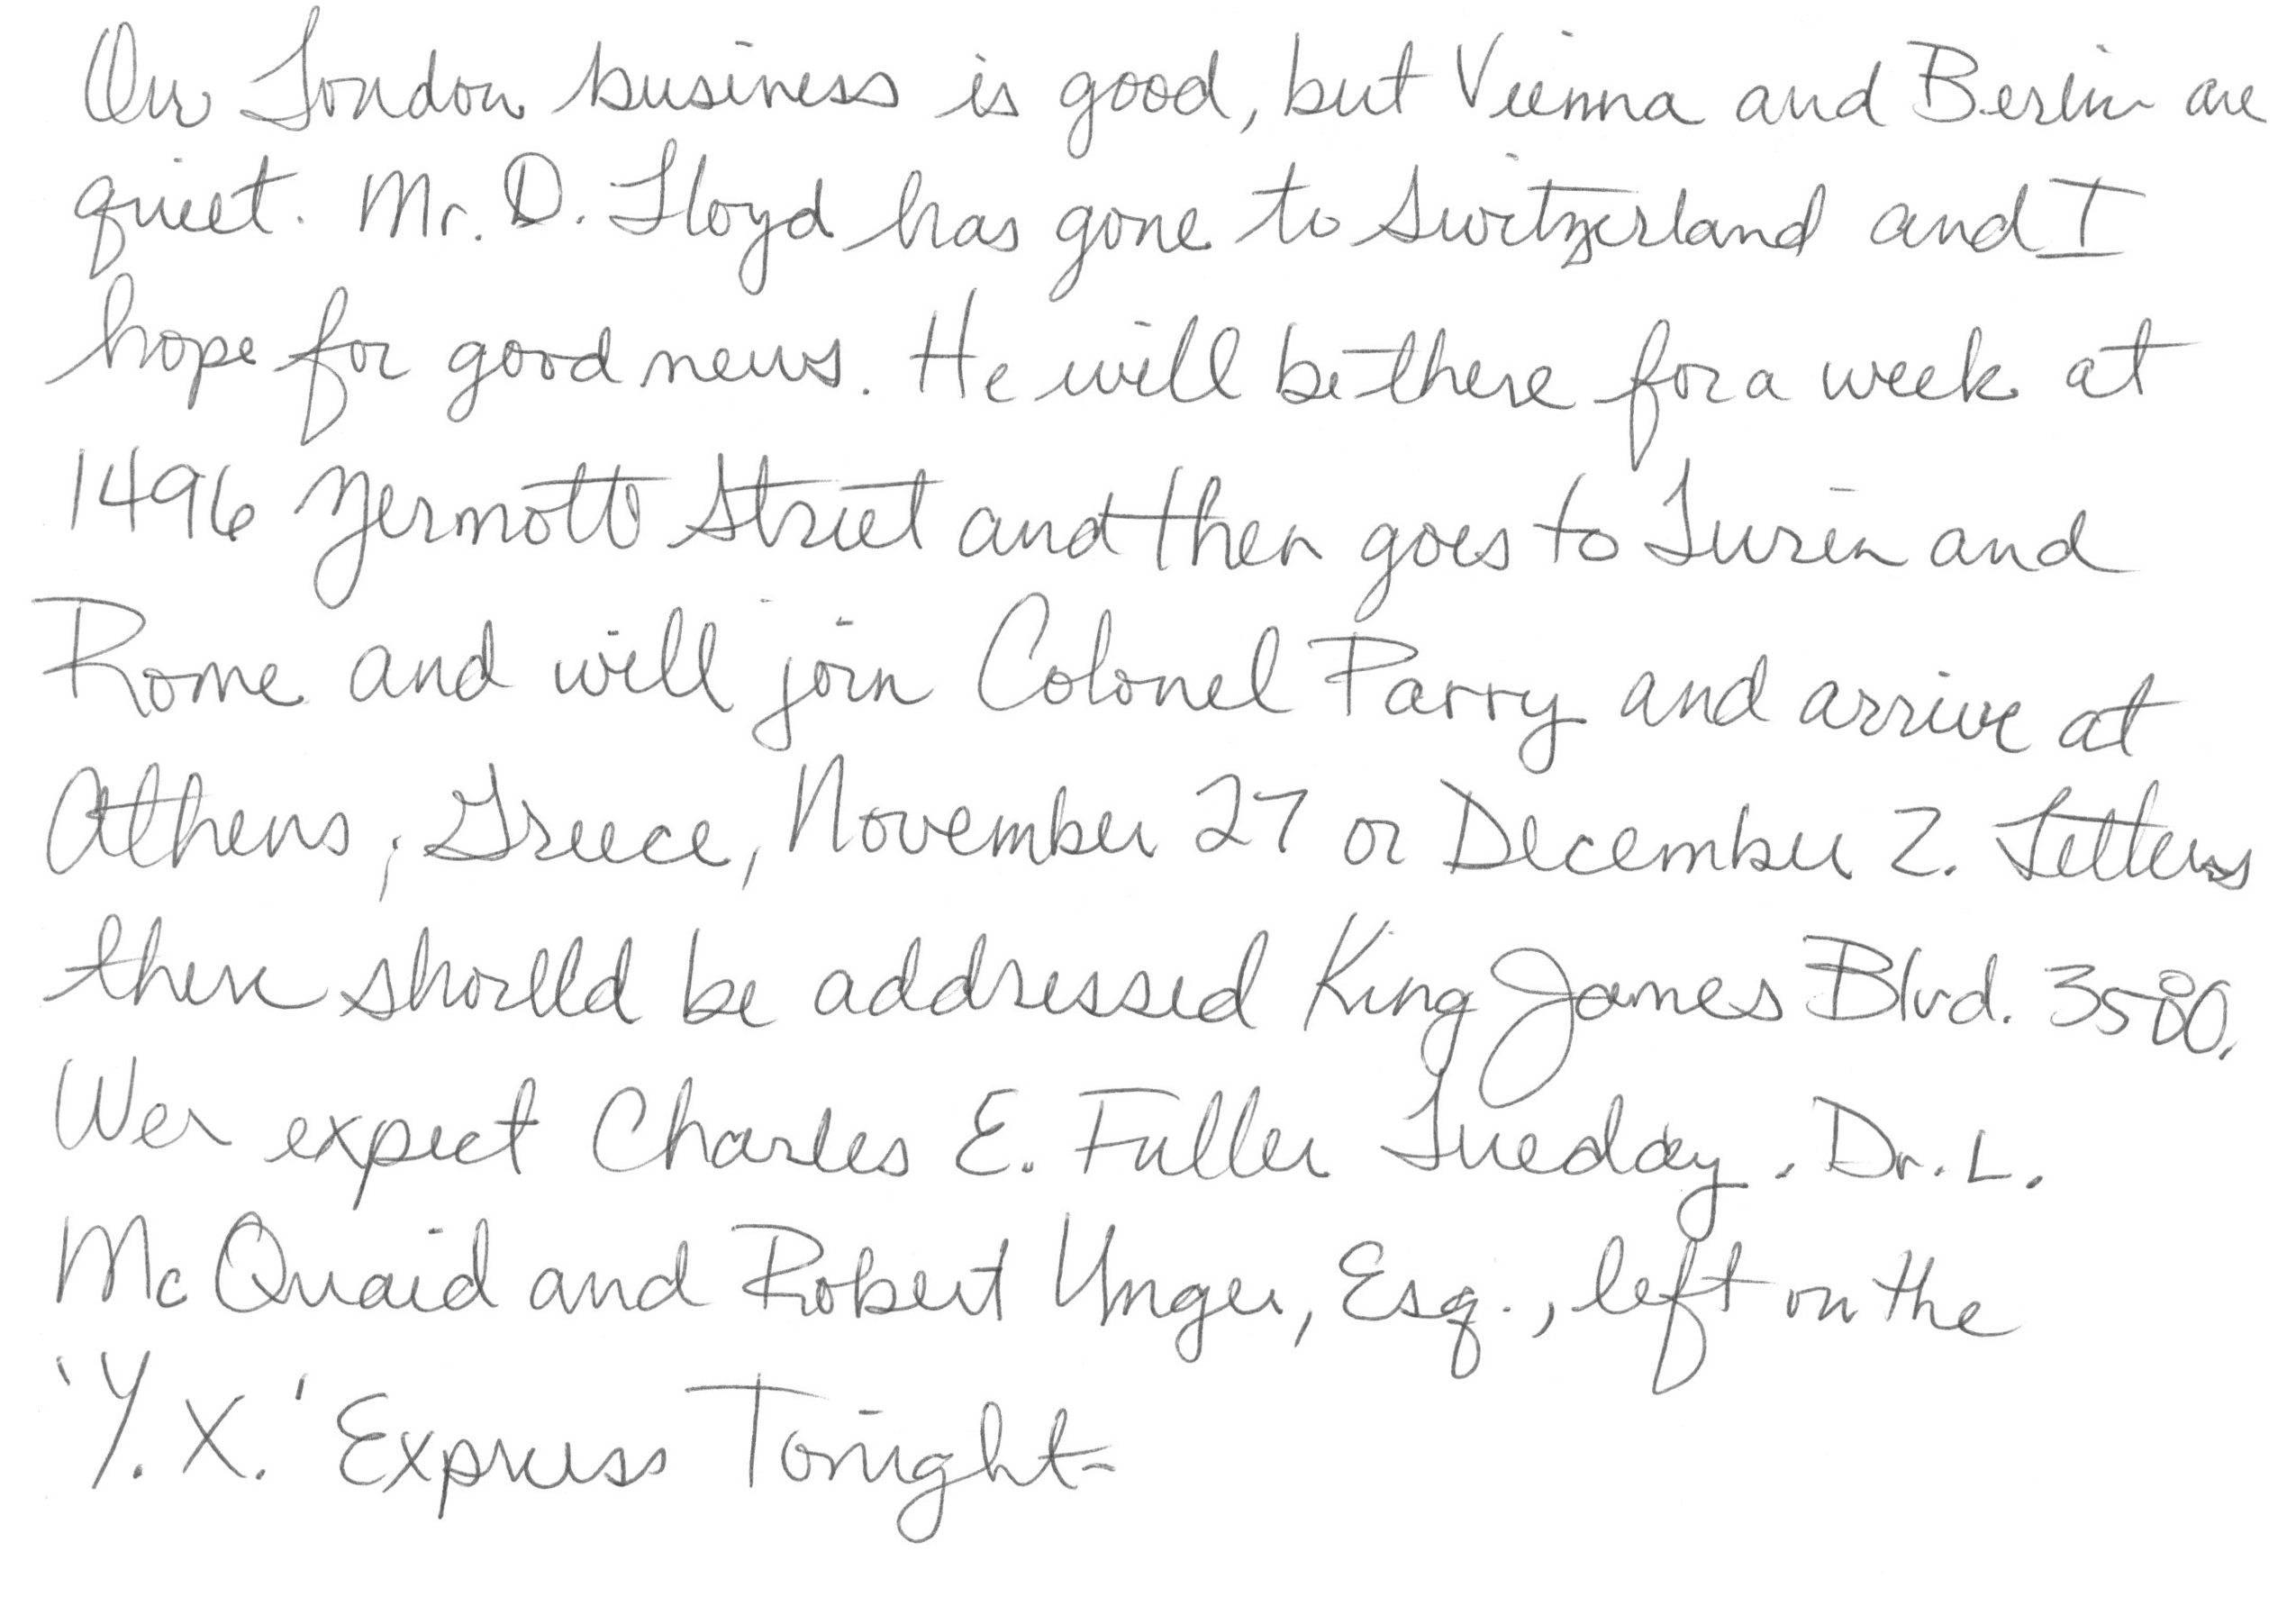 Our London business is good, but Vienna and Berlin are
quiet. Mr. D. Lloyd has gone to Switzerland and I
hope for good news. He will be there for a week at
1496 Zermott Street and then goes to Turin and
Rome and will join Colonel Parry and arrive at
Athens, Greece, November 27 or December 2. Letters
there should be addressed King James Blvd. 3580.
Wer expect Charles E. Fuller Tuedday. Dr. L.
McQuaid and Robert Unger, Esq., left on the
'Y. X.' Express Tonight-